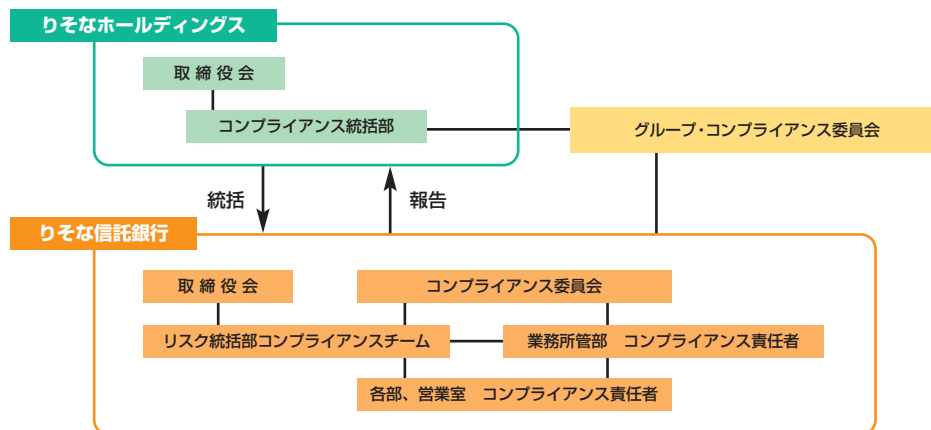 りそなホールディングス
取締役会
コンプライアンス統括部
グループ・コンプライアンス委員会
統括
報告
りそな信託銀行
取締役会
コンプライアンス委員会
リスク統括部コンプライアンスチーム
業務所管部 コンプライアンス責任者
各部、営業室 コンプライアンス責任者